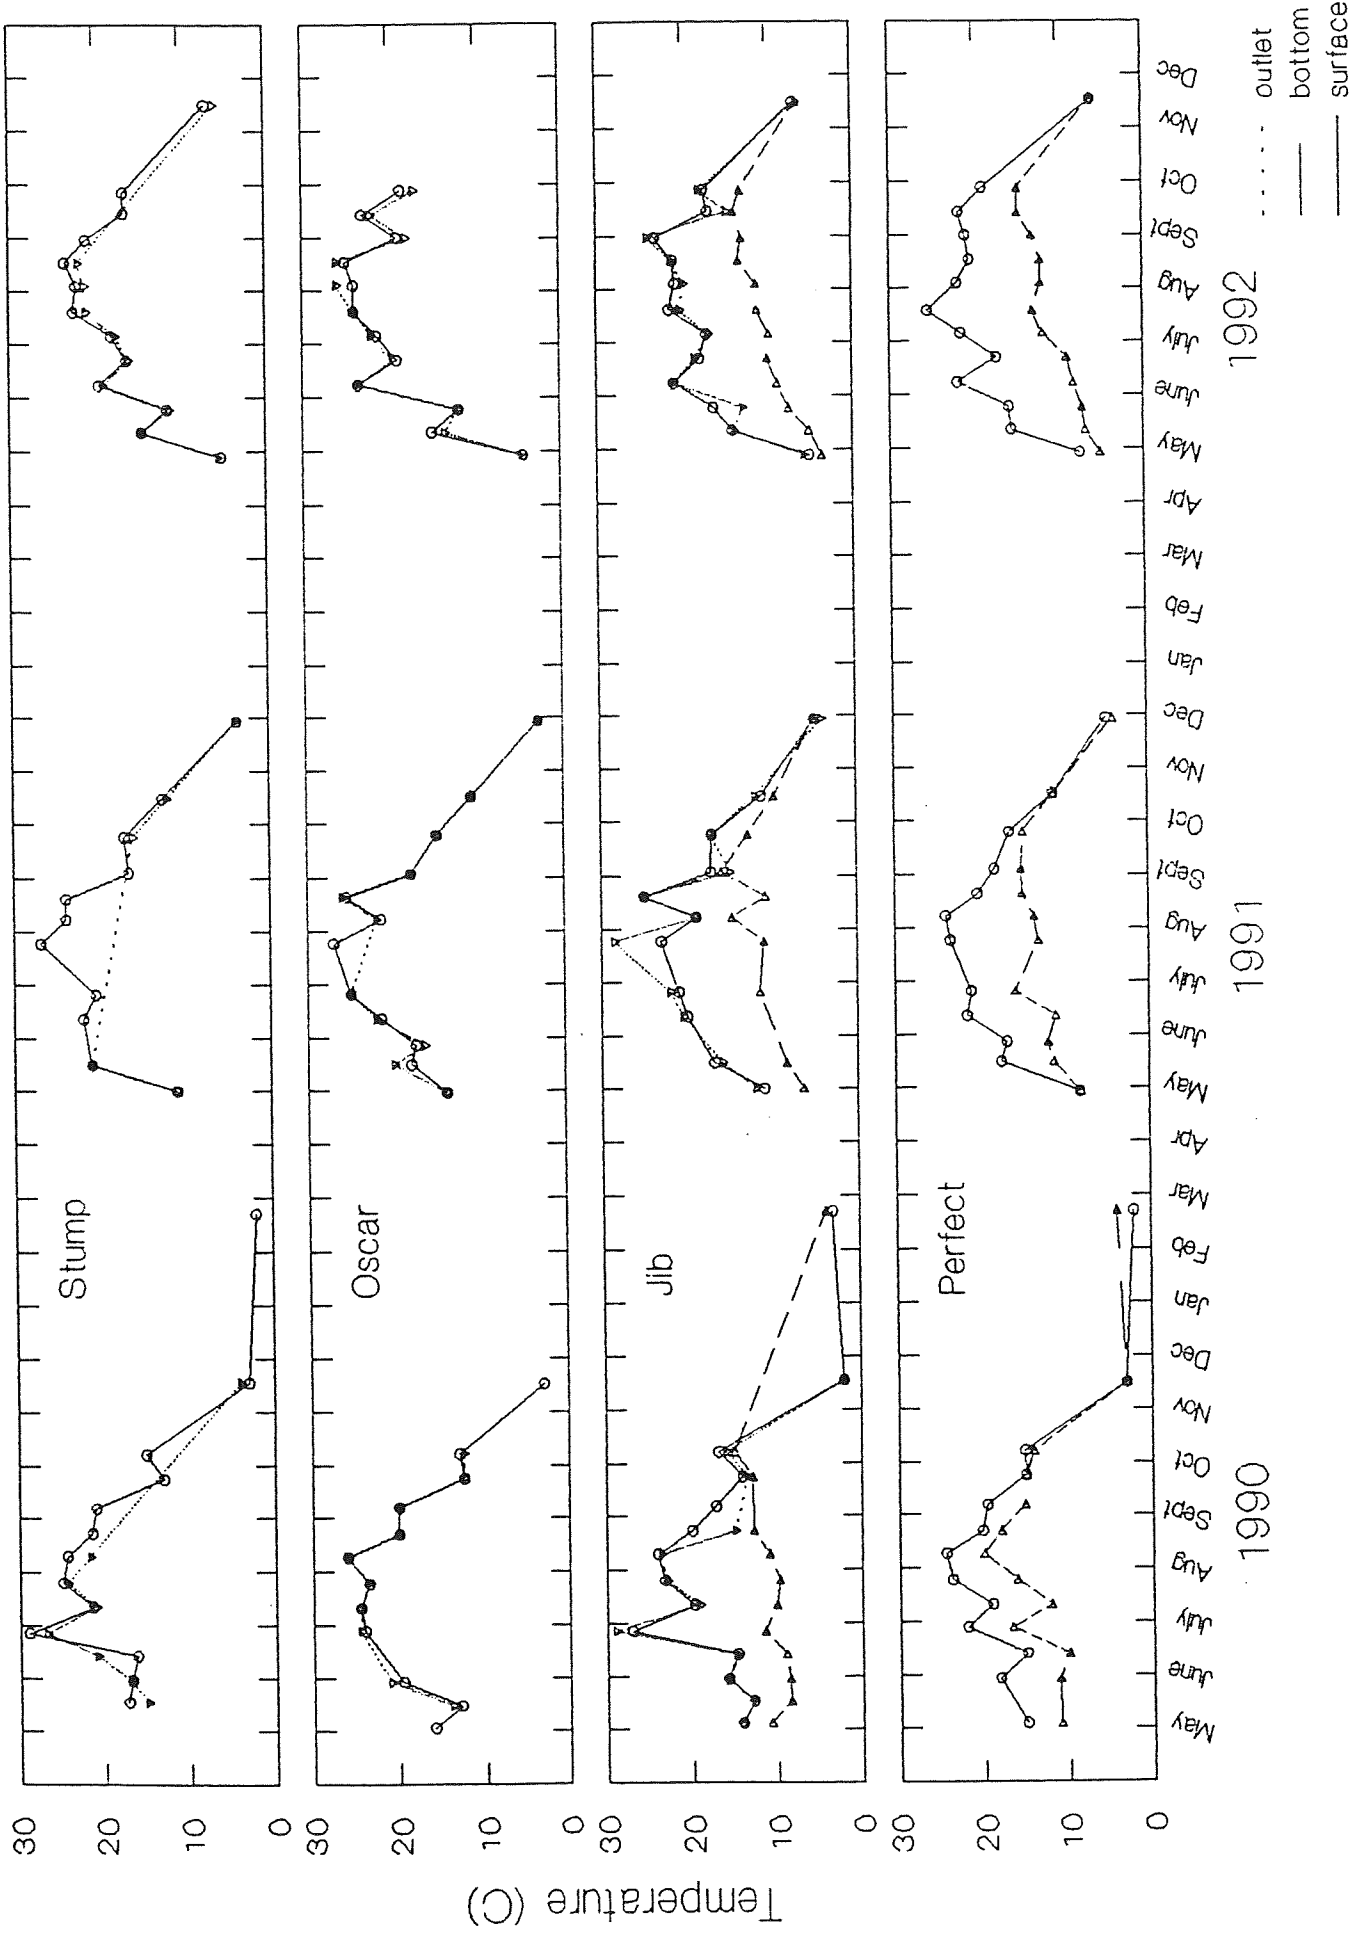 Temperature (C)
30
20
10
0
Stump
30
20
10
0
Oscar
30
20
10
0
Jib
30
20
10
0
Perfect
May
June
July
Aug
Sept
Oct
Nov
Dec
Jan
Feb
Mar
Apr
May
June
July
Aug
Sept
Oct
Nov
Dec
Jan
Feb
Mar
Apr
May
June
July
Aug
Sept
Oct
Nov
Dec
1990
1991
1992
outlet
bottom
surface